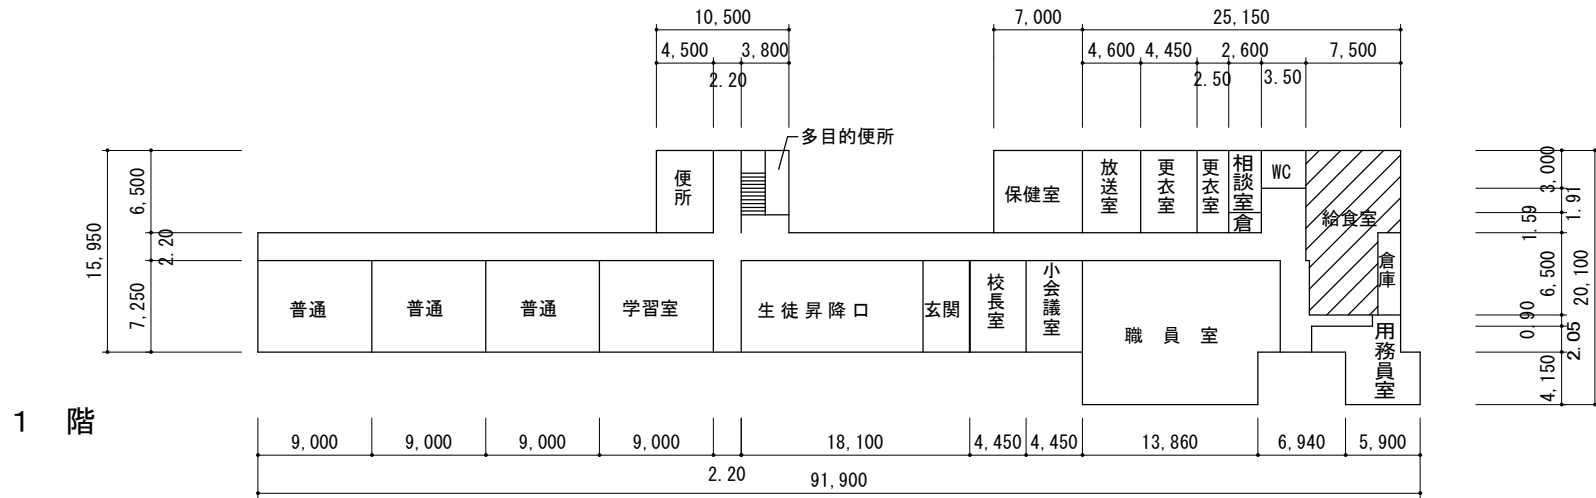 10,500
7,000
25,150
4,500
3,800
4,600
4,450
2,600
7,500
2.20
2.50
3.50
多目的便所
便所
保健室
放送室
更衣室
更衣室
相談室
倉
WC
給食室
倉庫
15,950
6,500
2.20
7,250
3,000
1.91
1.59
6,500
20,100
0.90
2.05
4,150
普通
普通
普通
学習室
生徒昇降口
玄関
校長室
小会議室
職員室
用務員室
1 階
9,000
9,000
9,000
9,000
18,100
4,450
4,450
13,860
6,940
5,900
2.20
91,900